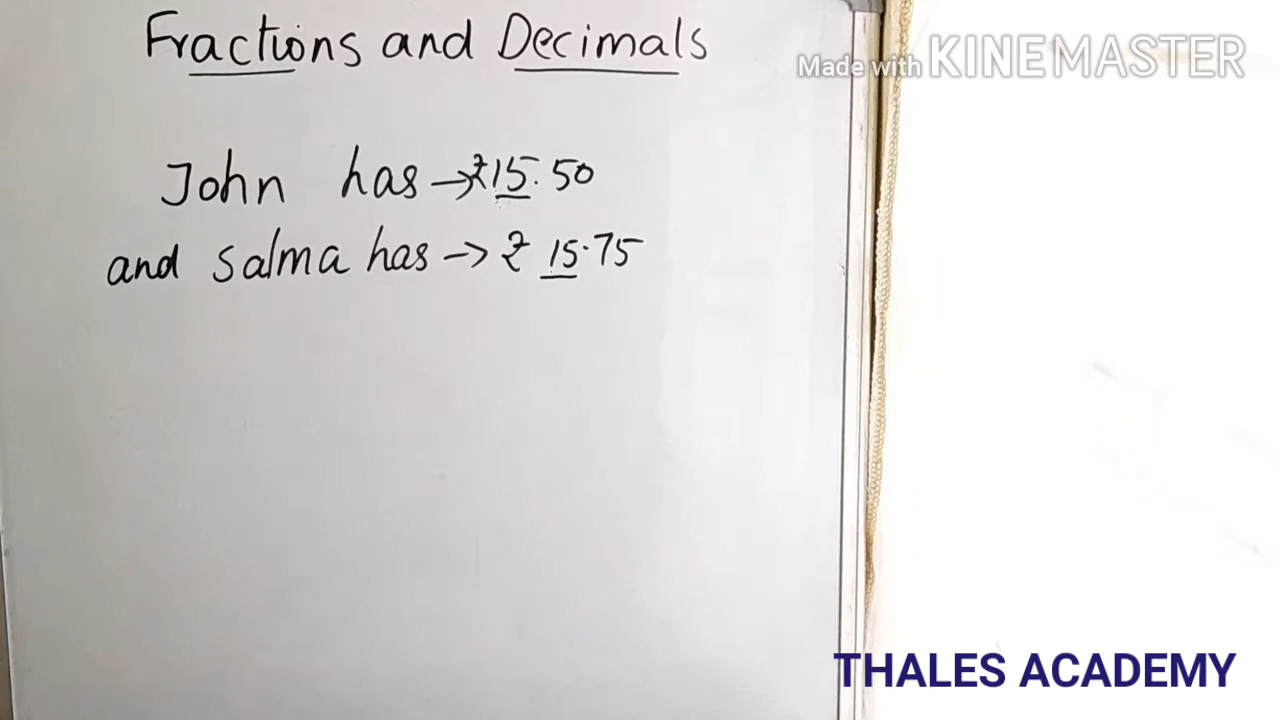 Fractions and Decimals
Made with KINEMASTER
John has →₹15.50
and Salma has → ₹ 15.75
THALES ACADEMY